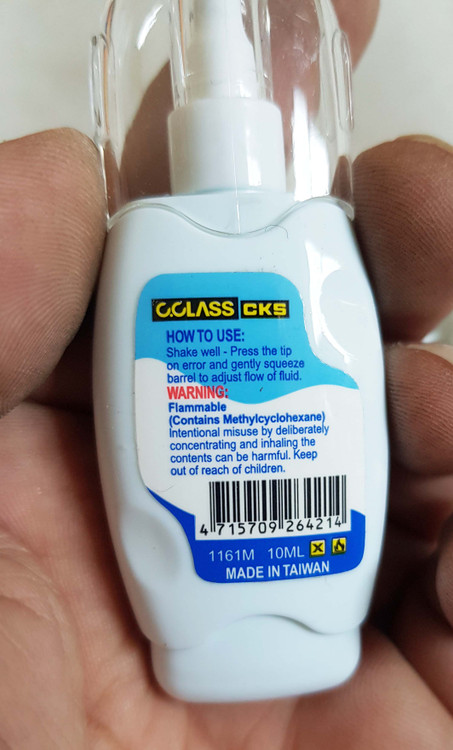 C.CLASS CKS
HOW TO USE:
Shake well - Press the tip
on error and gently squeeze
barrel to adjust flow of fluid.
WARNING:
Flammable
(Contains Methylcyclohexane)
Intentional misuse by deliberately
concentrating and inhaling the
contents can be harmful. Keep
out of reach of children.
4 715709 264214
1161M 10ML
MADE IN TAIWAN